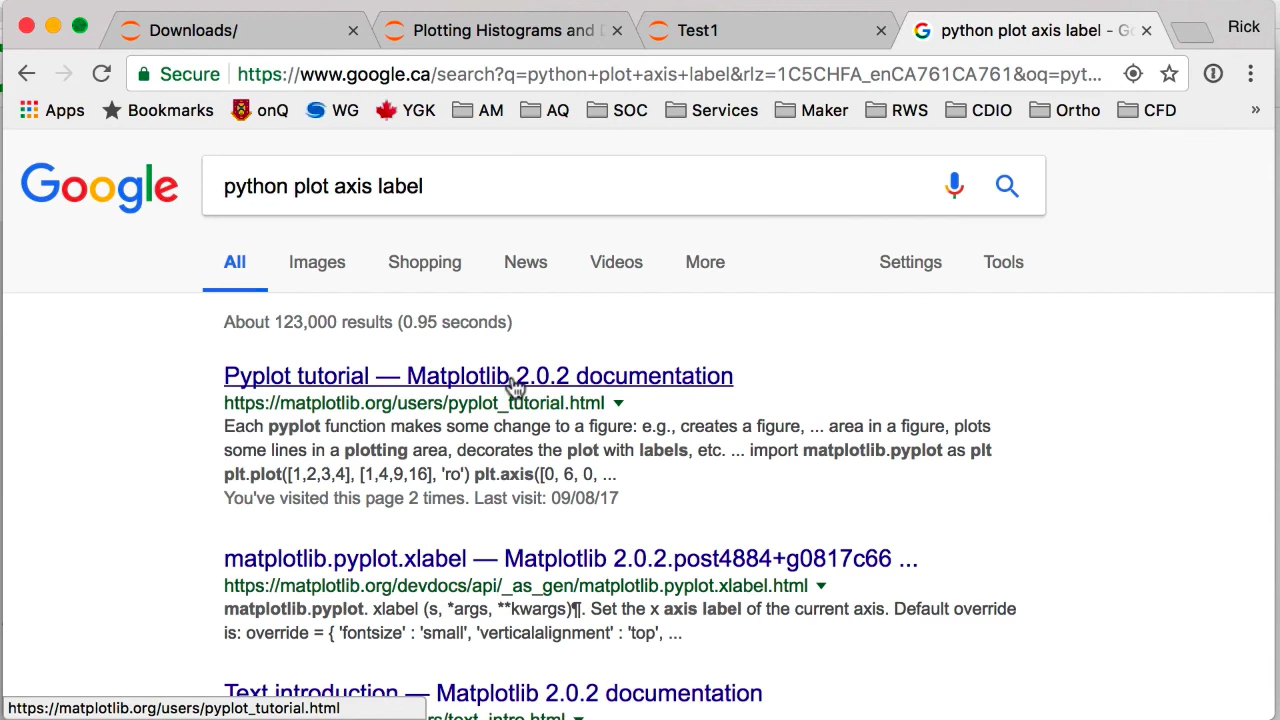 Downloads/
Plotting Histograms and
Test1
python plot axis label - Go
Rick
Secure
https://www.google.ca/search?q=python+plot+axis+label&rlz=1C5CHFA_enCA761CA761&oq=pyt...
Apps
Bookmarks
onQ
WG
YGK
AM
AQ
SOC
Services
Maker
RWS
CDIO
Ortho
CFD
»
Google
python plot axis label
All
Images
Shopping
News
Videos
More
Settings
Tools
About 123,000 results (0.95 seconds)
Pyplot tutorial — Matplotlib 2.0.2 documentation
https://matplotlib.org/users/pyplot_tutorial.html
Each pyplot function makes some change to a figure: e.g., creates a figure, ... area in a figure, plots
some lines in a plotting area, decorates the plot with labels, etc. ... import matplotlib.pyplot as plt
plt.plot([1,2,3,4], [1,4,9,16], 'ro') plt.axis([0, 6, 0, ...
You've visited this page 2 times. Last visit: 09/08/17
matplotlib.pyplot.xlabel — Matplotlib 2.0.2.post4884+g0817c66 ...
https://matplotlib.org/devdocs/api/_as_gen/matplotlib.pyplot.xlabel.html
matplotlib.pyplot. xlabel (s, *args, **kwargs)¶. Set the x axis label of the current axis. Default override
is: override = { 'fontsize' : 'small', 'verticalalignment' : 'top', ...
Text introduction — Matplotlib 2.0.2 documentation
https://matplotlib.org/users/pyplot_tutorial.html
rs/text_intro.html